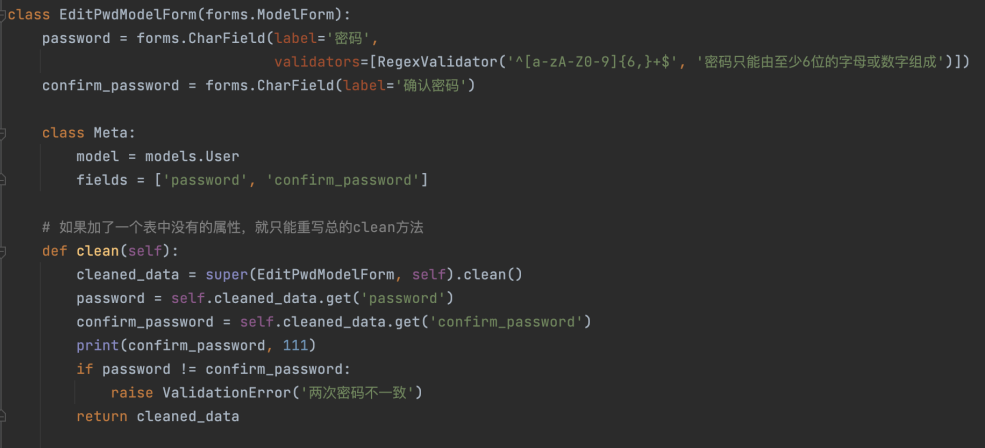 class EditPwdModelForm(forms.ModelForm):
    password = forms.CharField(label='密码',
                               validators=[RegexValidator('^[a-zA-Z0-9]{6,}+$', '密码只能由至少6位的字母或数字组成')])
    confirm_password = forms.CharField(label='确认密码')
    class Meta:
        model = models.User
        fields = ['password', 'confirm_password']
    # 如果加了一个表中没有的属性，就只能重写总的clean方法
    def clean(self):
        cleaned_data = super(EditPwdModelForm, self).clean()
        password = self.cleaned_data.get('password')
        confirm_password = self.cleaned_data.get('confirm_password')
        print(confirm_password, 111)
        if password != confirm_password:
            raise ValidationError('两次密码不一致')
        return cleaned_data